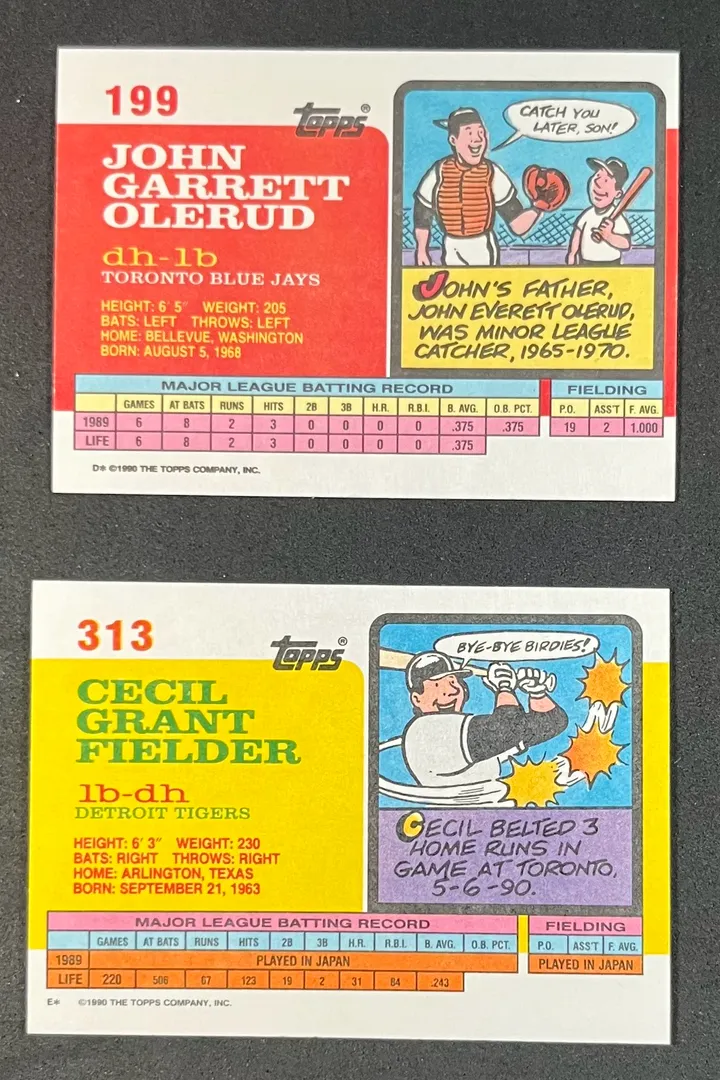 199
Topps®
JOHN
GARRETT
OLERUD
dh-1b
TORONTO BLUE JAYS
HEIGHT: 6' 5" WEIGHT: 205
BATS: LEFT THROWS: LEFT
HOME: BELLEVUE, WASHINGTON
BORN: AUGUST 5, 1968
CATCH YOU
LATER, SON!
JOHN'S FATHER,
JOHN EVERETT OLERUD,
WAS MINOR LEAGUE
CATCHER, 1965-1970.
MAJOR LEAGUE BATTING RECORD FIELDING
GAMES AT BATS RUNS HITS 2B 3B H.R. R.B.I. B. AVG. O.B. PCT. P.O. ASS'T F. AVG.
1989 6 8 2 3 0 0 0 0 .375 .375 19 2 1.000
LIFE 6 8 2 3 0 0 0 0 .375
D* ©1990 THE TOPPS COMPANY, INC.
313
Topps®
CECIL
GRANT
FIELDER
1b-dh
DETROIT TIGERS
HEIGHT: 6' 3" WEIGHT: 230
BATS: RIGHT THROWS: RIGHT
HOME: ARLINGTON, TEXAS
BORN: SEPTEMBER 21, 1963
BYE-BYE BIRDIES!
CECIL BELTED 3
HOME RUNS IN
GAME AT TORONTO,
5-6-90.
MAJOR LEAGUE BATTING RECORD FIELDING
GAMES AT BATS RUNS HITS 2B 3B H.R. R.B.I. B. AVG. O.B. PCT. P.O. ASS'T F. AVG.
1989 PLAYED IN JAPAN PLAYED IN JAPAN
LIFE 220 506 67 123 19 2 31 84 .243
E* ©1990 THE TOPPS COMPANY, INC.